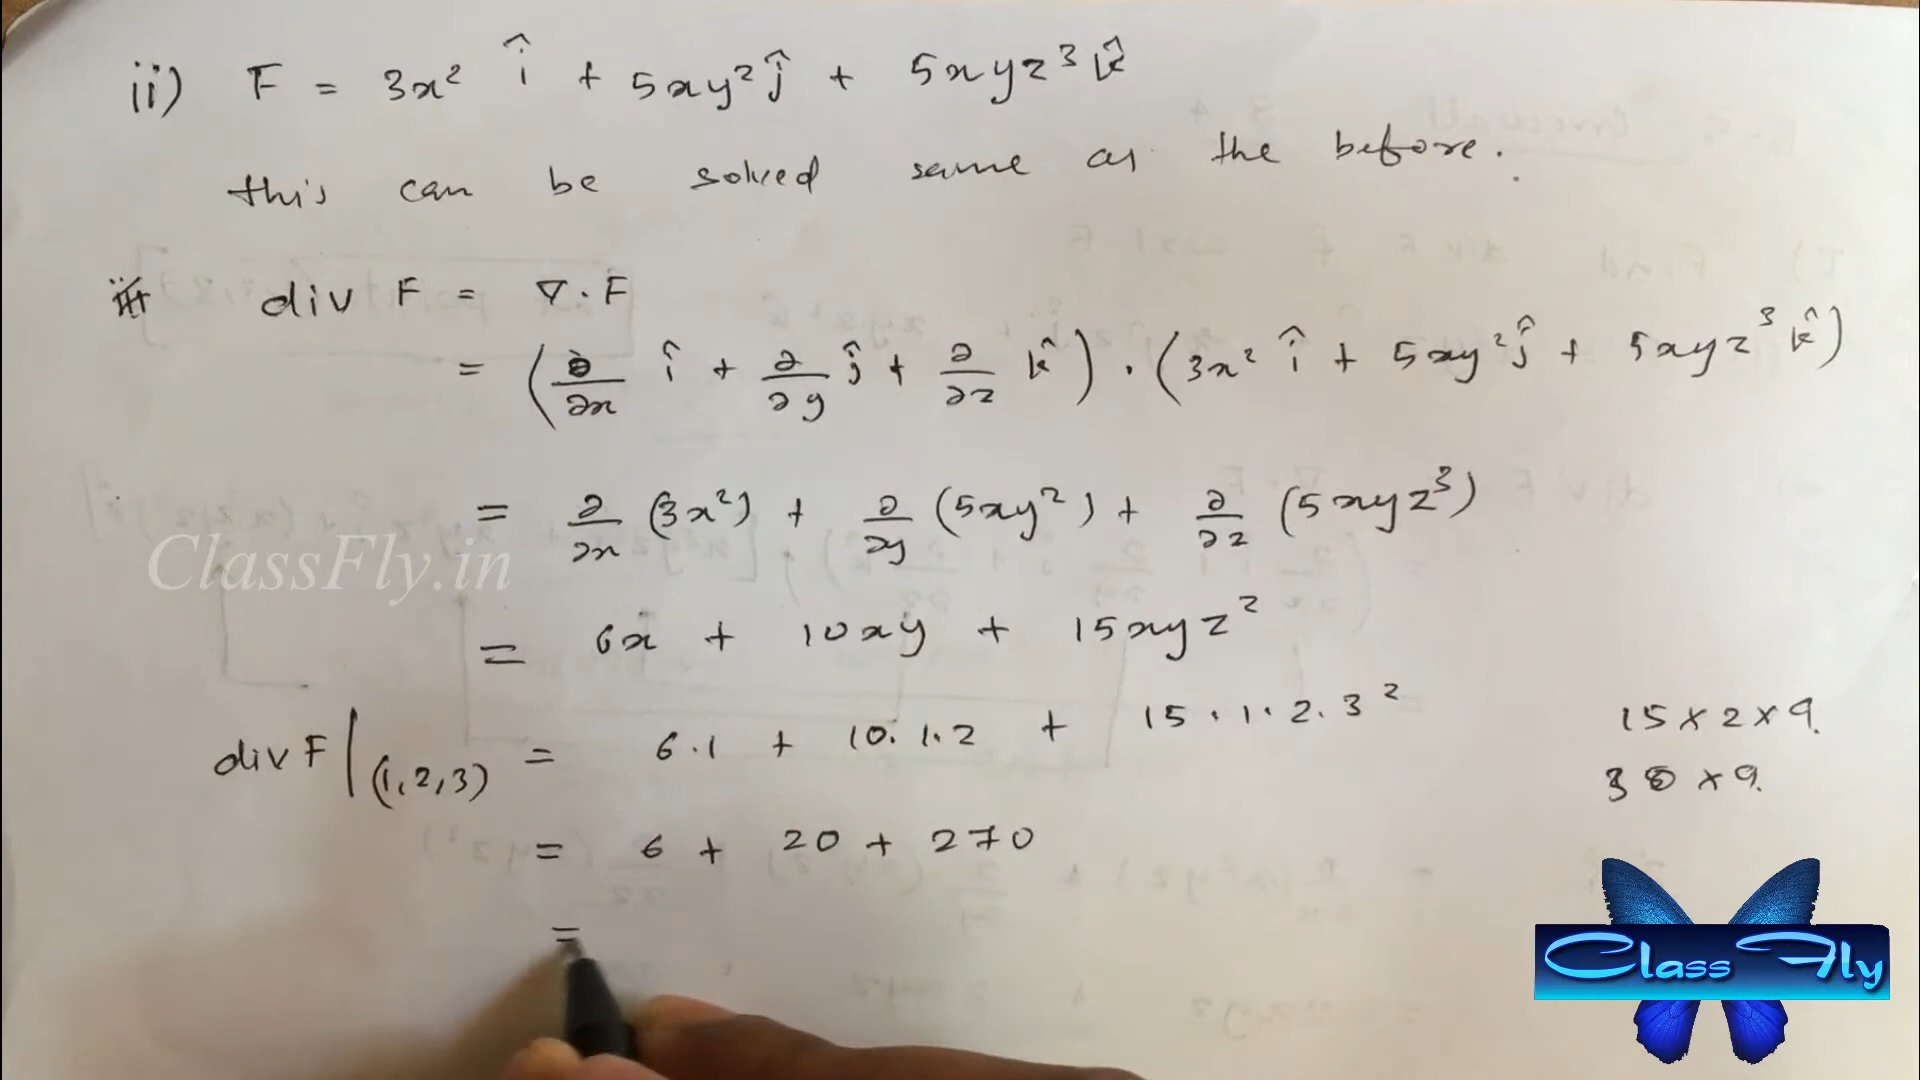 ii) F = 3x² î + 5xy² ĵ + 5xyz³ k̂
this can be solved same as the before.
div F = ∇ · F
= (∂/∂x î + ∂/∂y ĵ + ∂/∂z k̂) · (3x² î + 5xy² ĵ + 5xyz³ k̂)
= ∂/∂x (3x²) + ∂/∂y (5xy²) + ∂/∂z (5xyz³)
ClassFly.in
= 6x + 10xy + 15xyz²
div F |(1,2,3) = 6·1 + 10·1·2 + 15·1·2·3²
15 x 2 x 9.
30 x 9.
= 6 + 20 + 270
=
Class Fly